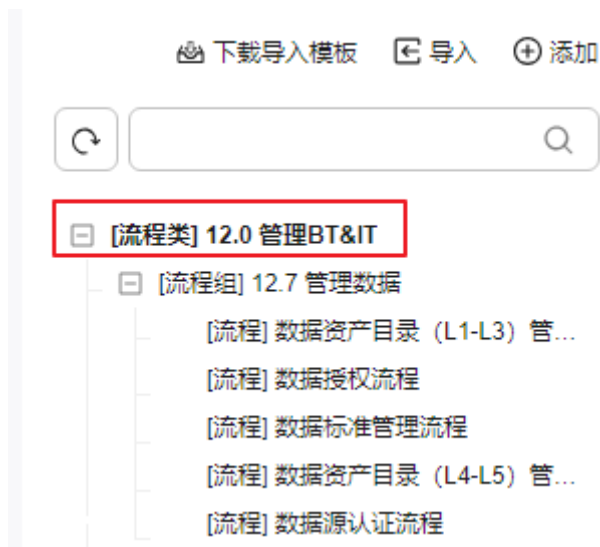 下载导入模板 导入 添加
[流程类] 12.0 管理BT&IT
[流程组] 12.7 管理数据
[流程] 数据资产目录（L1-L3）管...
[流程] 数据授权流程
[流程] 数据标准管理流程
[流程] 数据资产目录（L4-L5）管...
[流程] 数据源认证流程